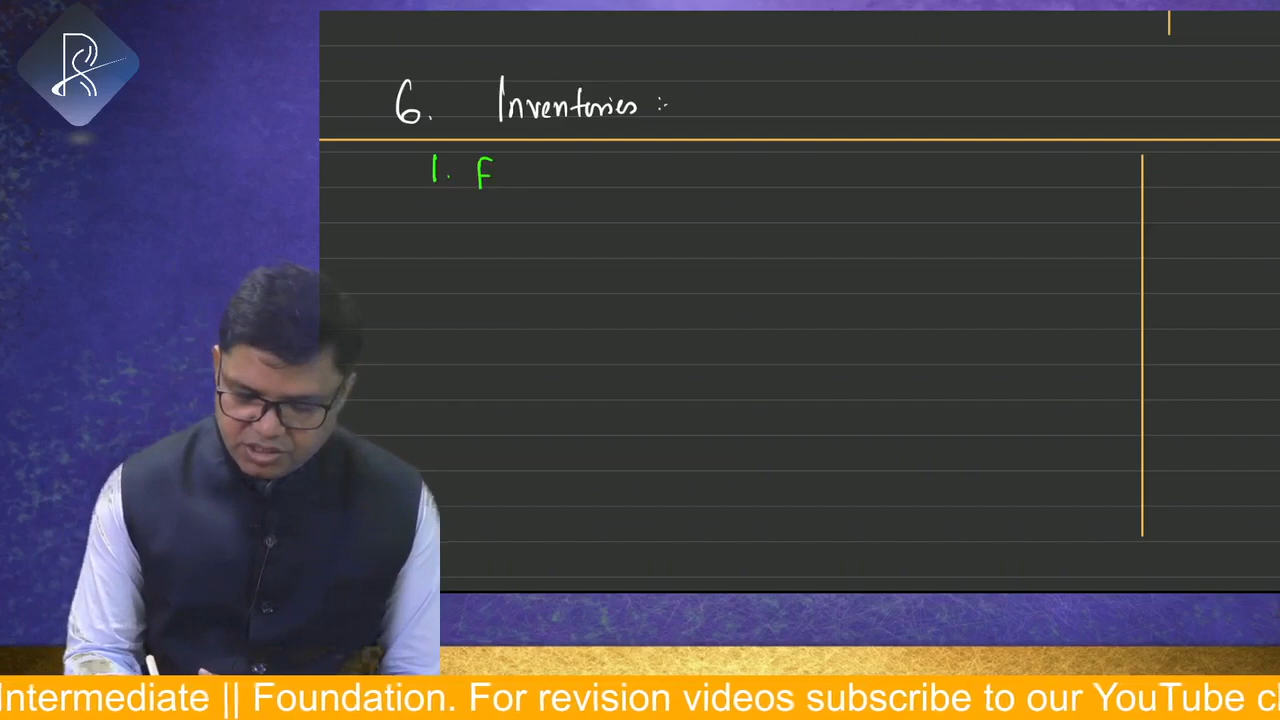 6. Inventories :-
1. F
Intermediate || Foundation. For revision videos subscribe to our YouTube c